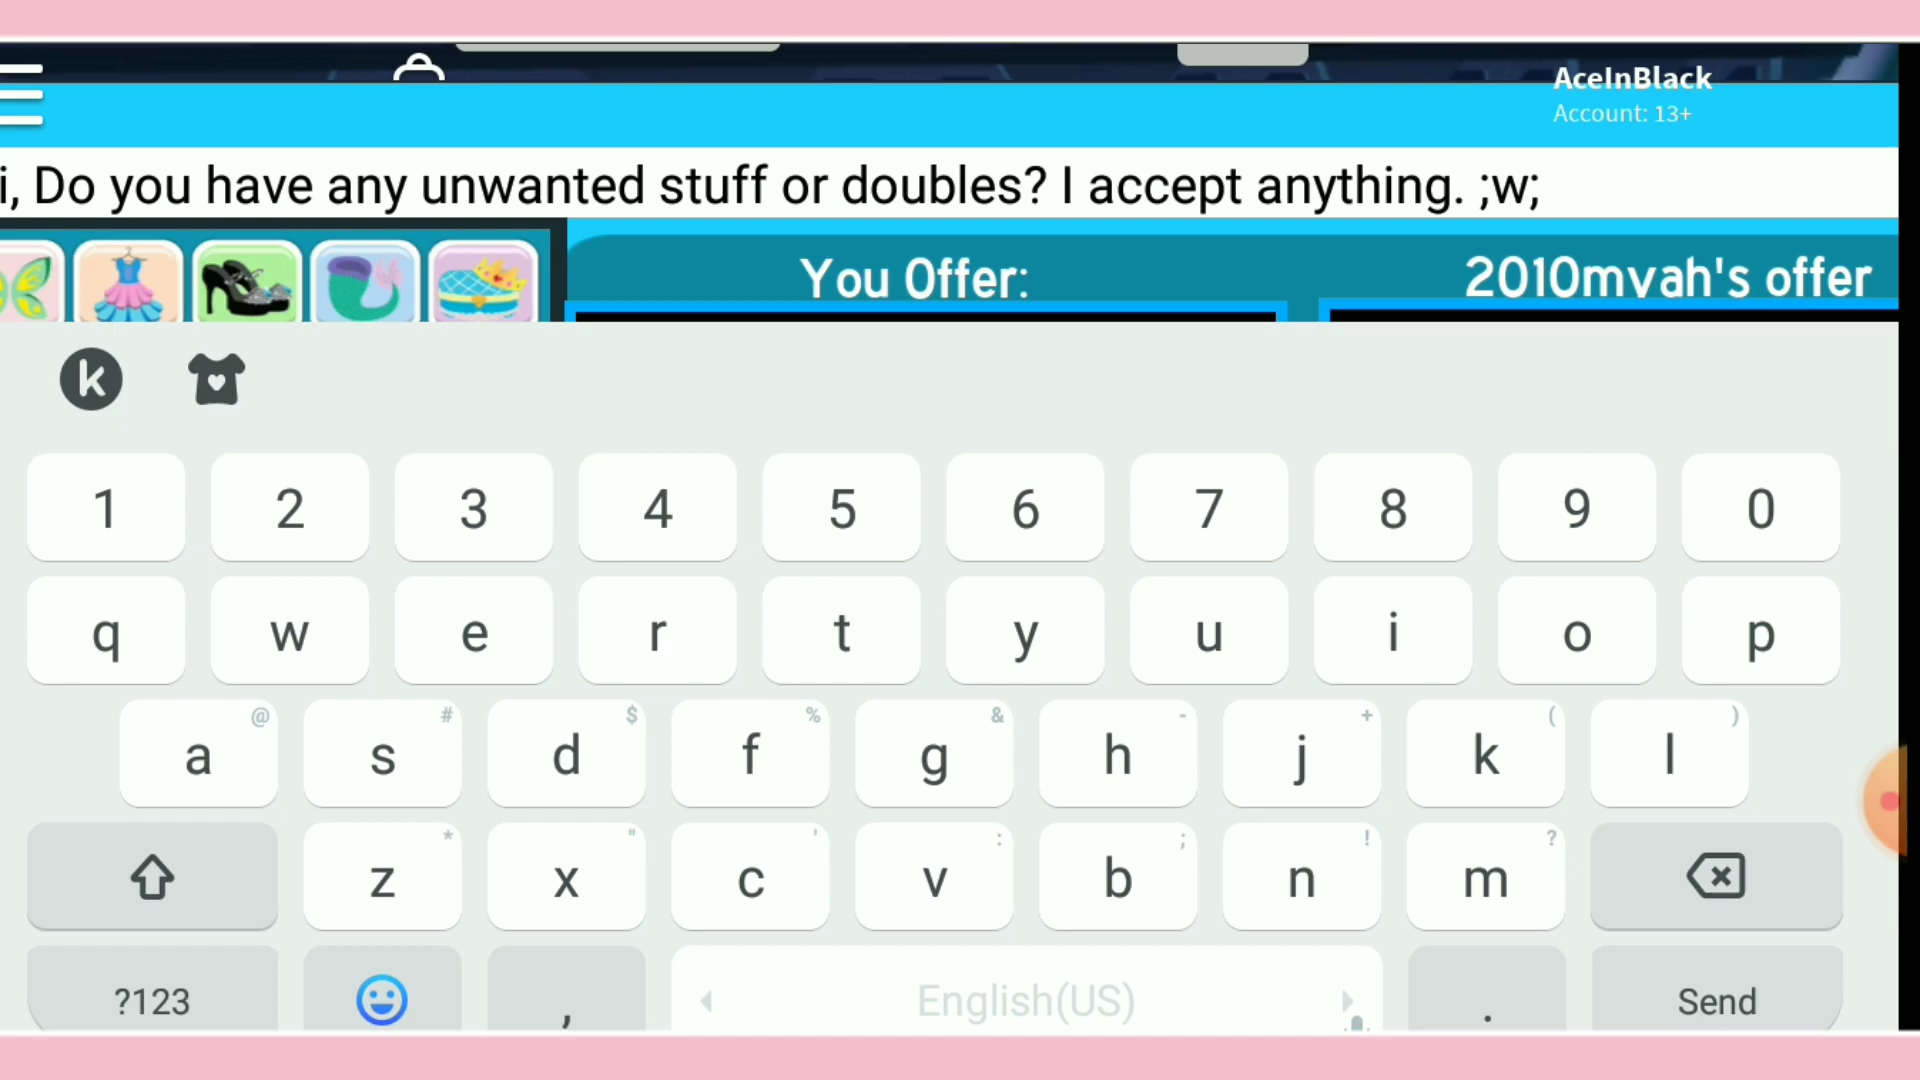 AceInBlack
Account: 13+
i, Do you have any unwanted stuff or doubles? I accept anything. ;w;
You Offer:
2010mvah's offer
k
1 2 3 4 5 6 7 8 9 0
q w e r t y u i o p
@ # $ % & - + ( )
a s d f g h j k l
* " ' : ; ! ?
z x c v b n m
?123 , English(US) . Send